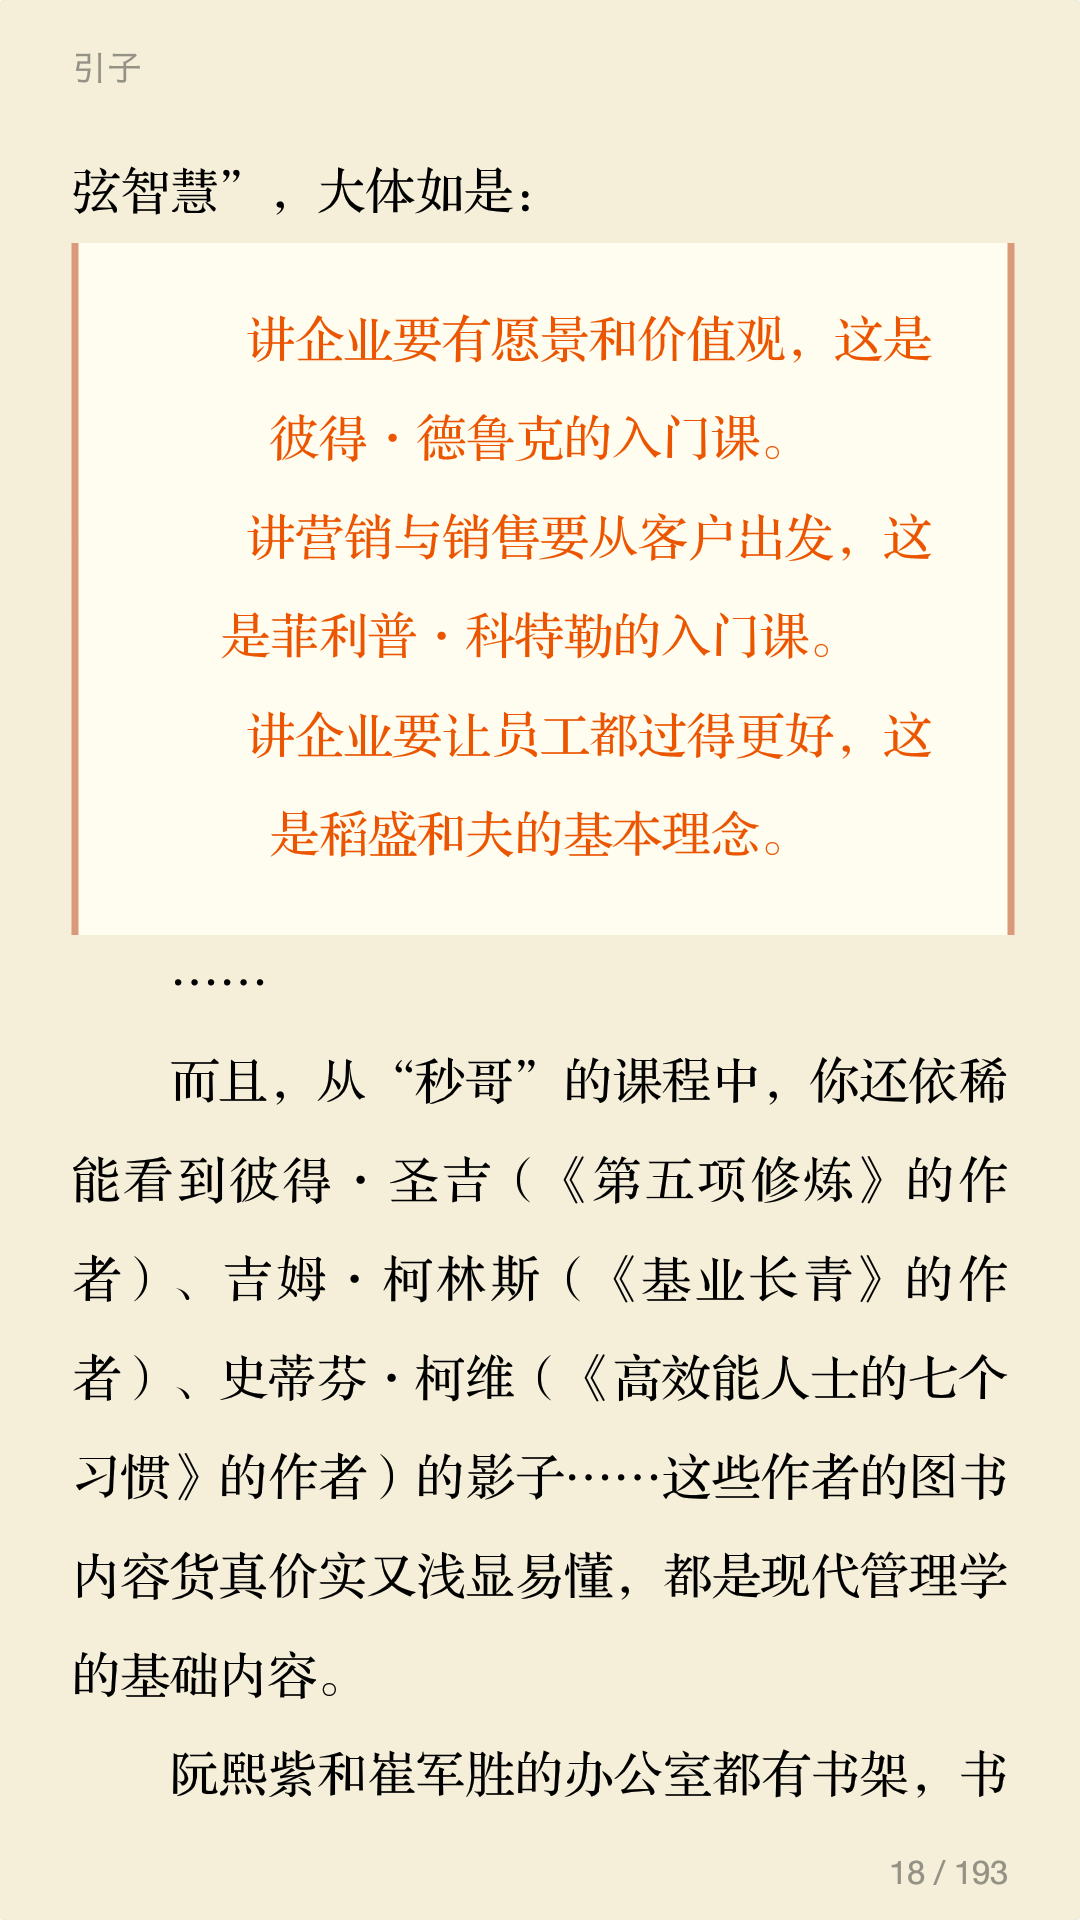 引子
弦智慧”，大体如是：
讲企业要有愿景和价值观，这是
彼得·德鲁克的入门课。
讲营销与销售要从客户出发，这
是菲利普·科特勒的入门课。
讲企业要让员工都过得更好，这
是稻盛和夫的基本理念。
……
而且，从“秒哥”的课程中，你还依稀
能看到彼得·圣吉（《第五项修炼》的作
者）、吉姆·柯林斯（《基业长青》的作
者）、史蒂芬·柯维（《高效能人士的七个
习惯》的作者）的影子……这些作者的图书
内容货真价实又浅显易懂，都是现代管理学
的基础内容。
阮熙紫和崔军胜的办公室都有书架，书
18 / 193